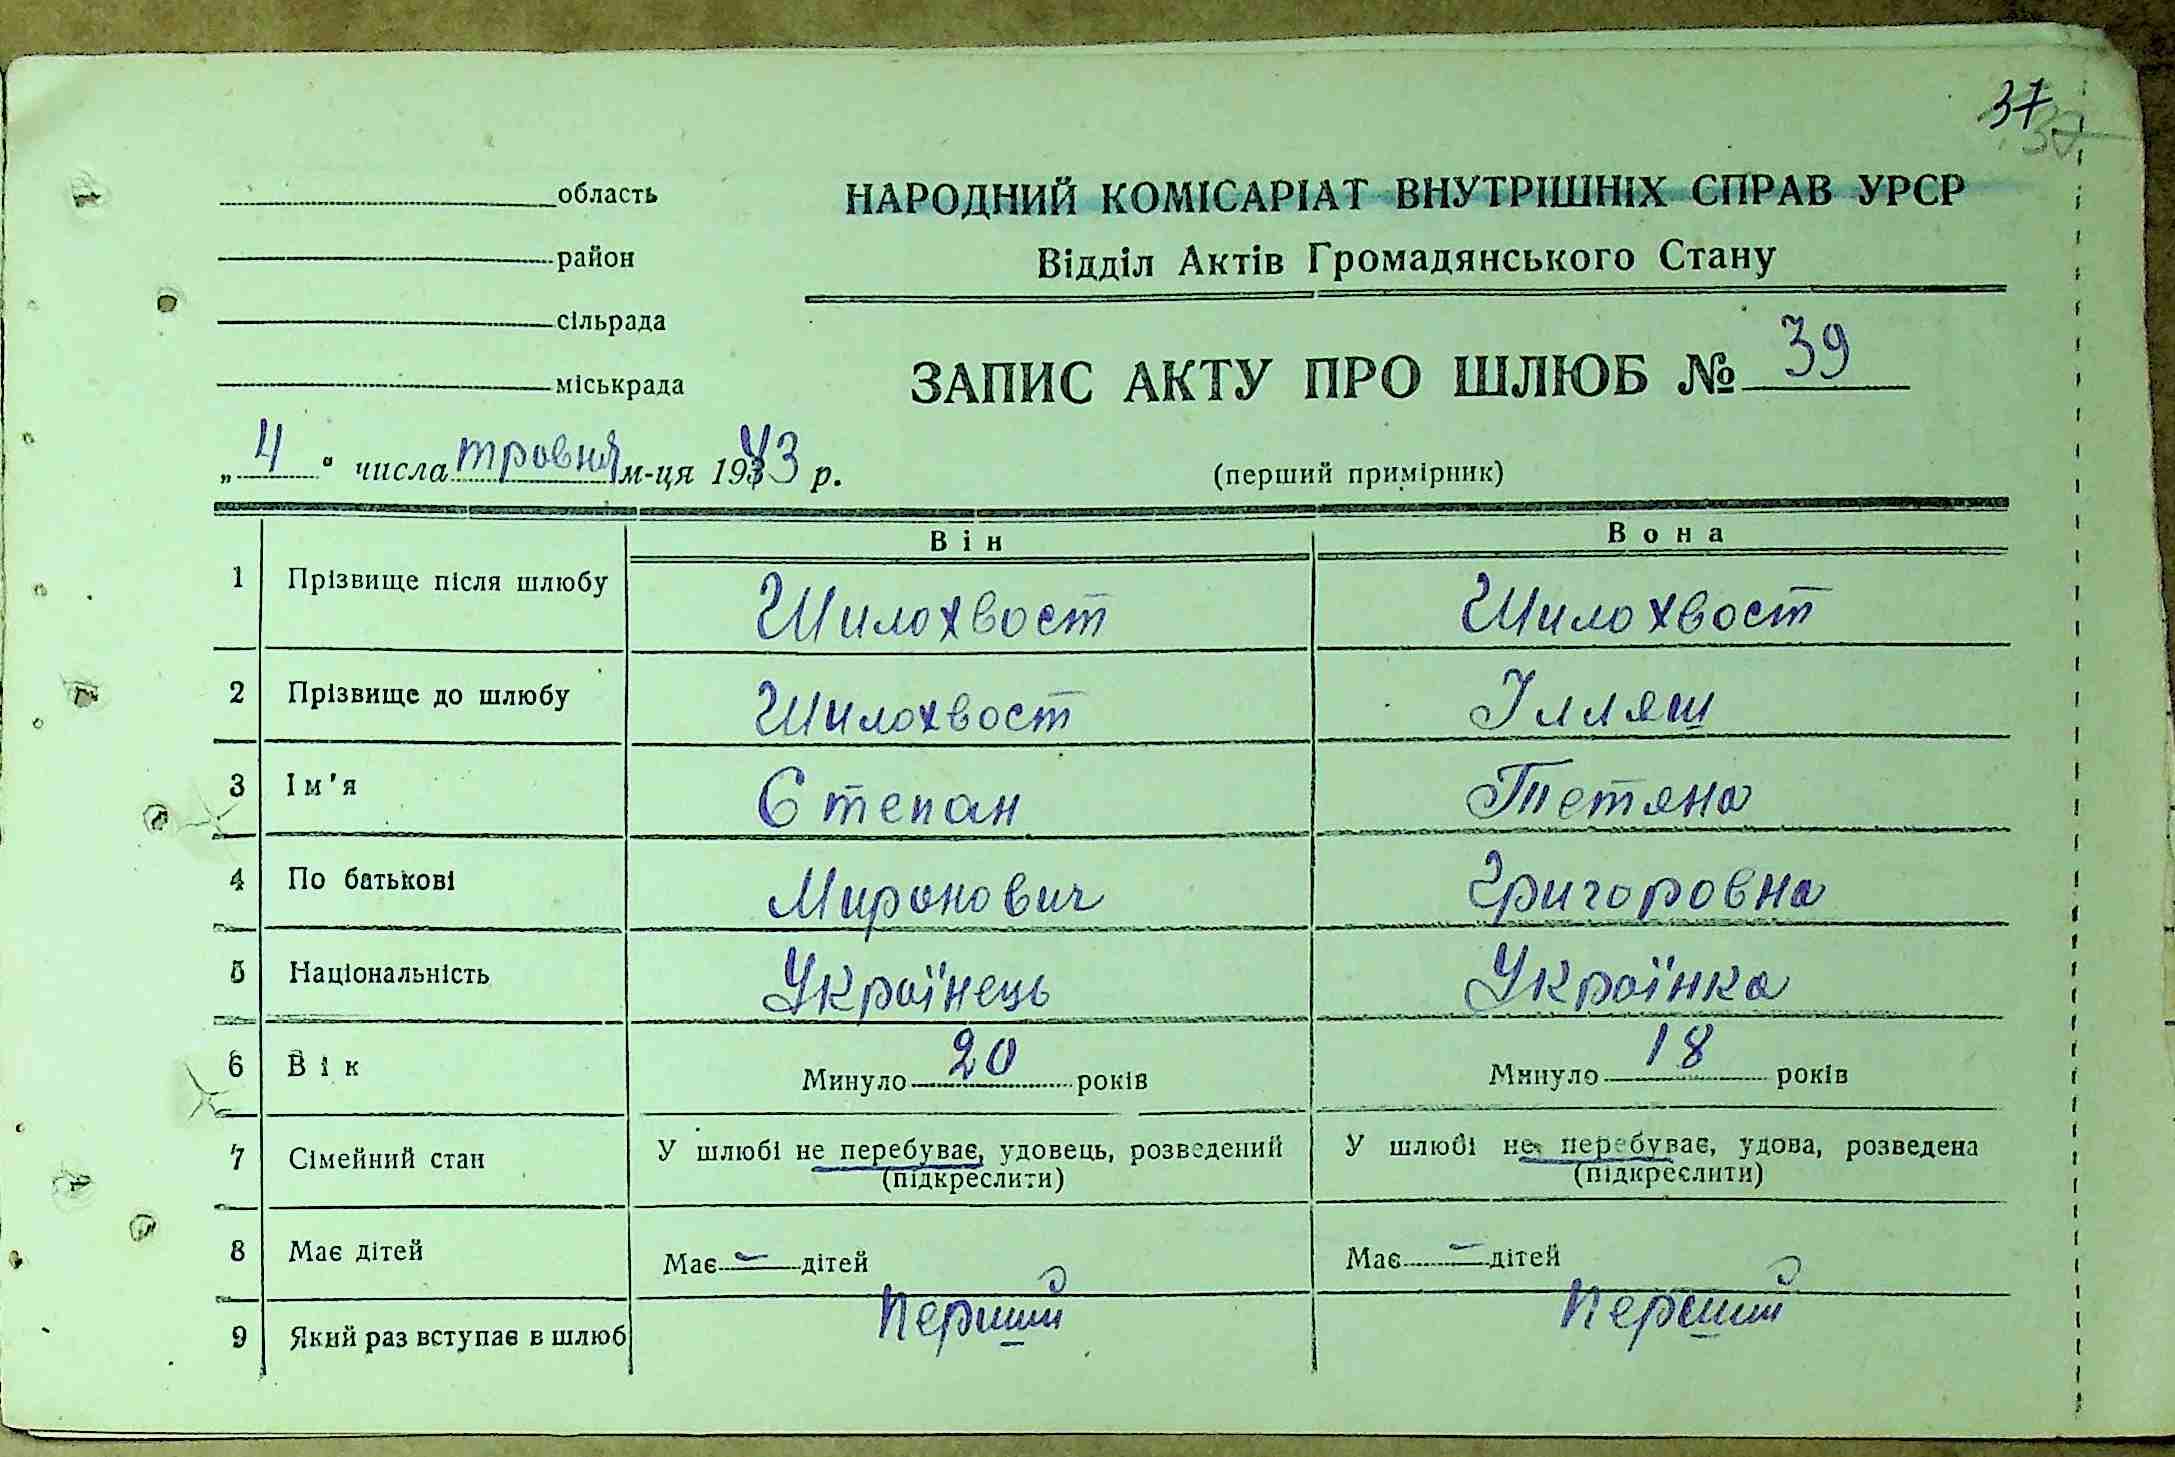 37
37
область
НАРОДНИЙ КОМІСАРІАТ ВНУТРІШНІХ СПРАВ УРСР
район
Відділ Актів Громадянського Стану
сільрада
міськрада
ЗАПИС АКТУ ПРО ШЛЮБ № 39
„4" числа травня м-ця 1943 р.
(перший примірник)
Він Вона
1 Прізвище після шлюбу Шилохвост Шилохвост
2 Прізвище до шлюбу Шилохвост Ілляш
3 Ім'я Степан Тетяна
4 По батькові Миронович Григоровна
5 Національність Українець Українка
6 Вік Минуло 20 років Минуло 18 років
7 Сімейний стан У шлюбі не перебуває, удовець, розведений У шлюбі не перебуває, удова, розведена
(підкреслити) (підкреслити)
8 Має дітей Має – дітей Має – дітей
9 Який раз вступає в шлюб Перший Перший